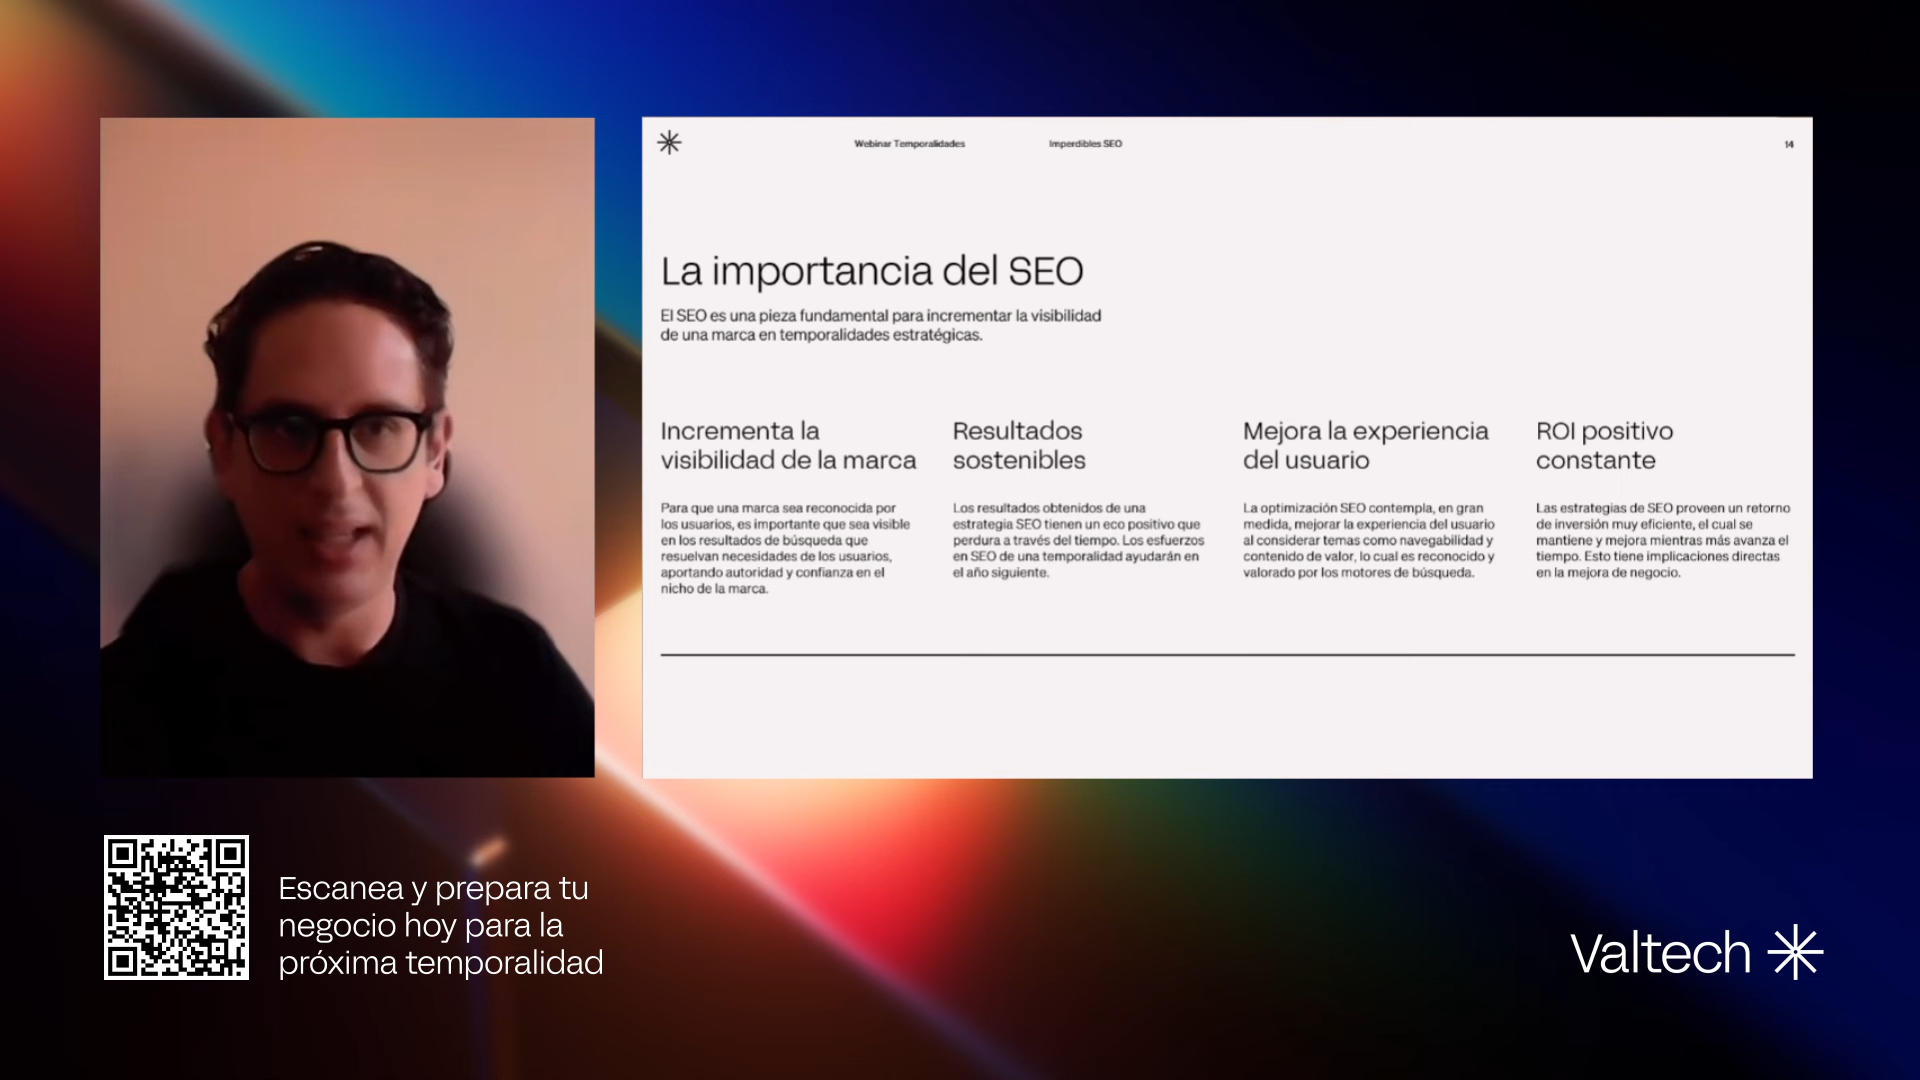 Webinar Temporalidades
Imperdibles SEO
14
La importancia del SEO
El SEO es una pieza fundamental para incrementar la visibilidad
de una marca en temporalidades estratégicas.
Incrementa la
visibilidad de la marca
Para que una marca sea reconocida por
los usuarios, es importante que sea visible
en los resultados de búsqueda que
resuelvan necesidades de los usuarios,
aportando autoridad y confianza en el
nicho de la marca.
Resultados
sostenibles
Los resultados obtenidos de una
estrategia SEO tienen un eco positivo que
perdura a través del tiempo. Los esfuerzos
en SEO de una temporalidad ayudarán en
el año siguiente.
Mejora la experiencia
del usuario
La optimización SEO contempla, en gran
medida, mejorar la experiencia del usuario
al considerar temas como navegabilidad y
contenido de valor, lo cual es reconocido y
valorado por los motores de búsqueda.
ROI positivo
constante
Las estrategias de SEO proveen un retorno
de inversión muy eficiente, el cual se
mantiene y mejora mientras más avanza el
tiempo. Esto tiene implicaciones directas
en la mejora de negocio.
Escanea y prepara tu
negocio hoy para la
próxima temporalidad
Valtech